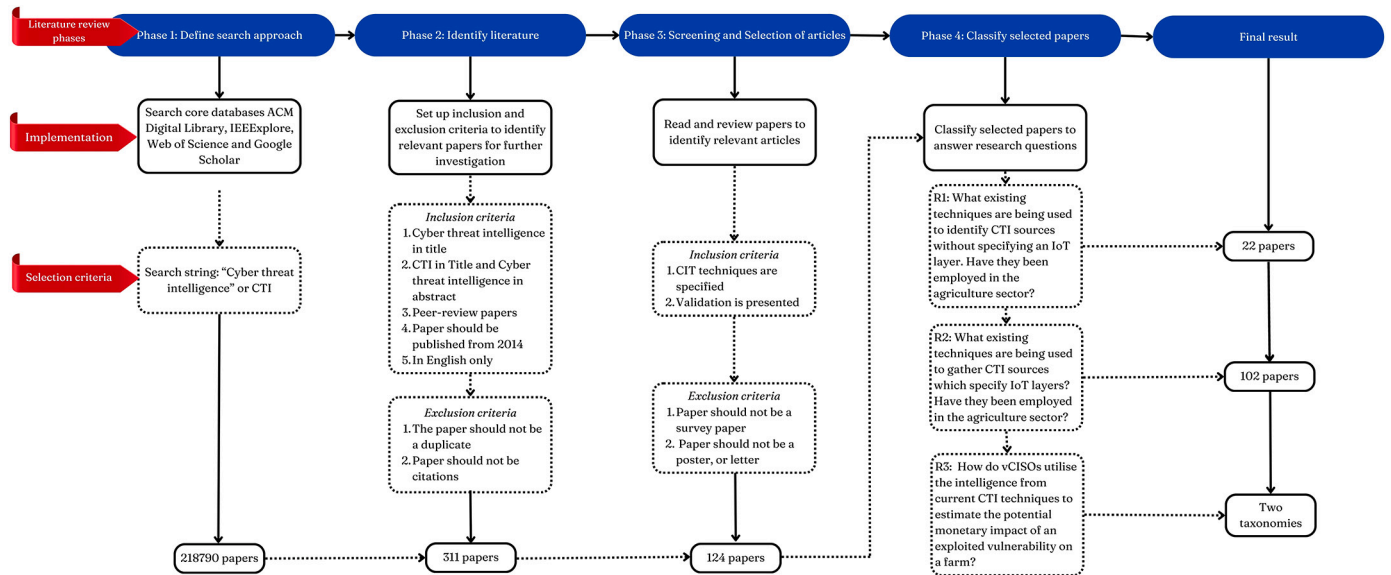 Literature review
phases
Phase 1: Define search approach
Phase 2: Identify literature
Phase 3: Screening and Selection of articles
Phase 4: Classify selected papers
Final result
Implementation
Search core databases ACM
Digital Library, IEEExplore,
Web of Science and Google
Scholar
Set up inclusion and
exclusion criteria to identify
relevant papers for further
investigation
Read and review papers to
identify relevant articles
Classify selected papers to
answer research questions
Selection criteria
Search string: “Cyber threat
intelligence” or CTI
Inclusion criteria
1. Cyber threat intelligence
in title
2. CTI in Title and Cyber
threat intelligence in
abstract
3. Peer-review papers
4. Paper should be
published from 2014
5. In English only
Exclusion criteria
1. The paper should not be
a duplicate
2. Paper should not be
citations
Inclusion criteria
1. CIT techniques are
specified
2. Validation is presented
Exclusion criteria
1. Paper should not be a
survey paper
2. Paper should not be a
poster, or letter
R1: What existing
techniques are being used
to identify CTI sources
without specifying an IoT
layer. Have they been
employed in the
agriculture sector?
22 papers
R2: What existing
techniques are being used
to gather CTI sources
which specify IoT layers?
Have they been employed
in the agriculture sector?
102 papers
R3: How do vCISOs utilise
the intelligence from
current CTI techniques to
estimate the potential
monetary impact of an
exploited vulnerability on
a farm?
Two
taxonomies
218790 papers
311 papers
124 papers